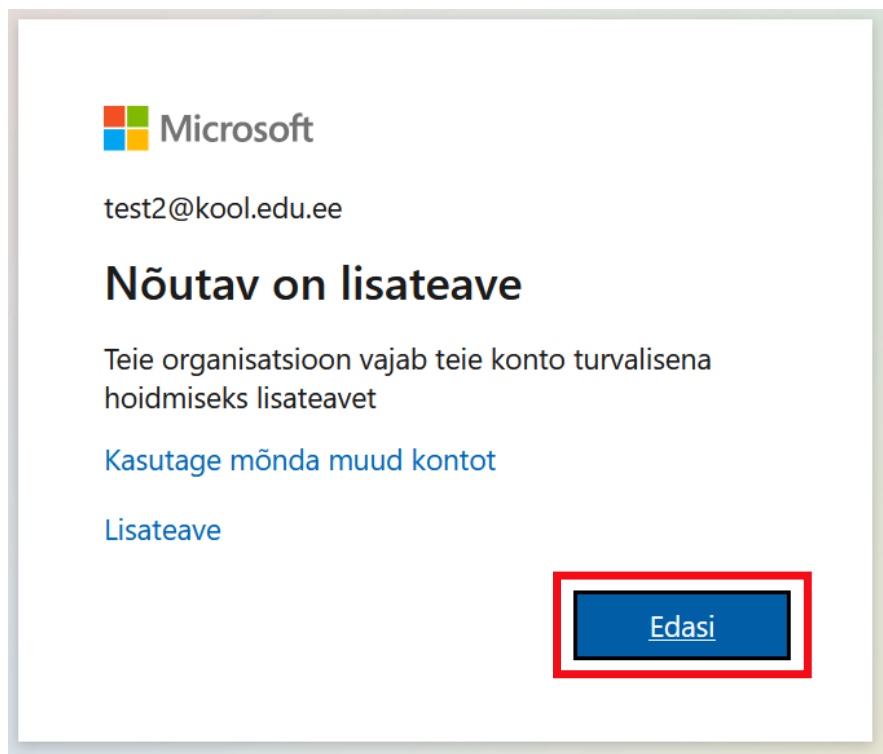 Microsoft
test2@kool.edu.ee
Nõutav on lisateave
Teie organisatsioon vajab teie konto turvalisena
hoidmiseks lisateavet
Kasutage mõnda muud kontot
Lisateave
Edasi